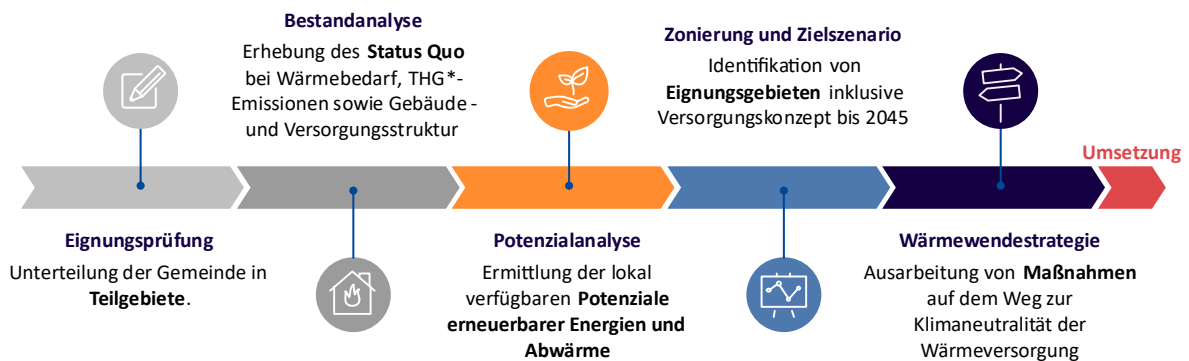 Bestandanalyse
Erhebung des Status Quo
bei Wärmebedarf, THG*-
Emissionen sowie Gebäude -
und Versorgungsstruktur
Zonierung und Zielszenario
Identifikation von
Eignungsgebieten inklusive
Versorgungskonzept bis 2045
Umsetzung
Eignungsprüfung
Unterteilung der Gemeinde in
Teilgebiete.
Potenzialanalyse
Ermittlung der lokal
verfügbaren Potenziale
erneuerbarer Energien und
Abwärme
Wärmewendestrategie
Ausarbeitung von Maßnahmen
auf dem Weg zur
Klimaneutralität der
Wärmeversorgung